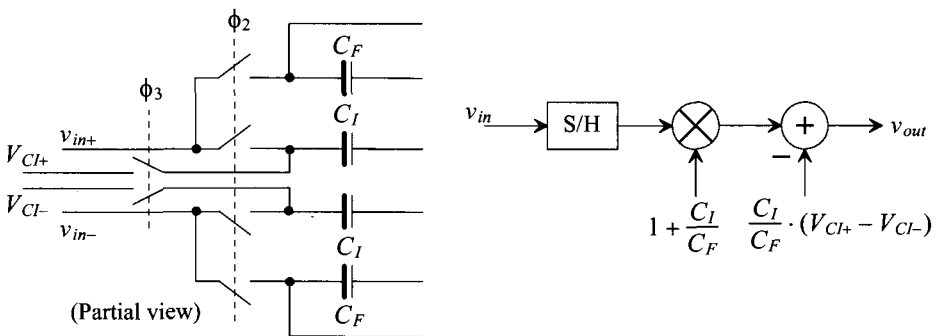 ϕ2
C_F
ϕ3
C_I
v_in+
V_CI+
V_CI–
v_in–
C_I
C_F
(Partial view)
v_in
S/H
+
–
v_out
1 + C_I/C_F
C_I/C_F · (V_CI+ – V_CI–)